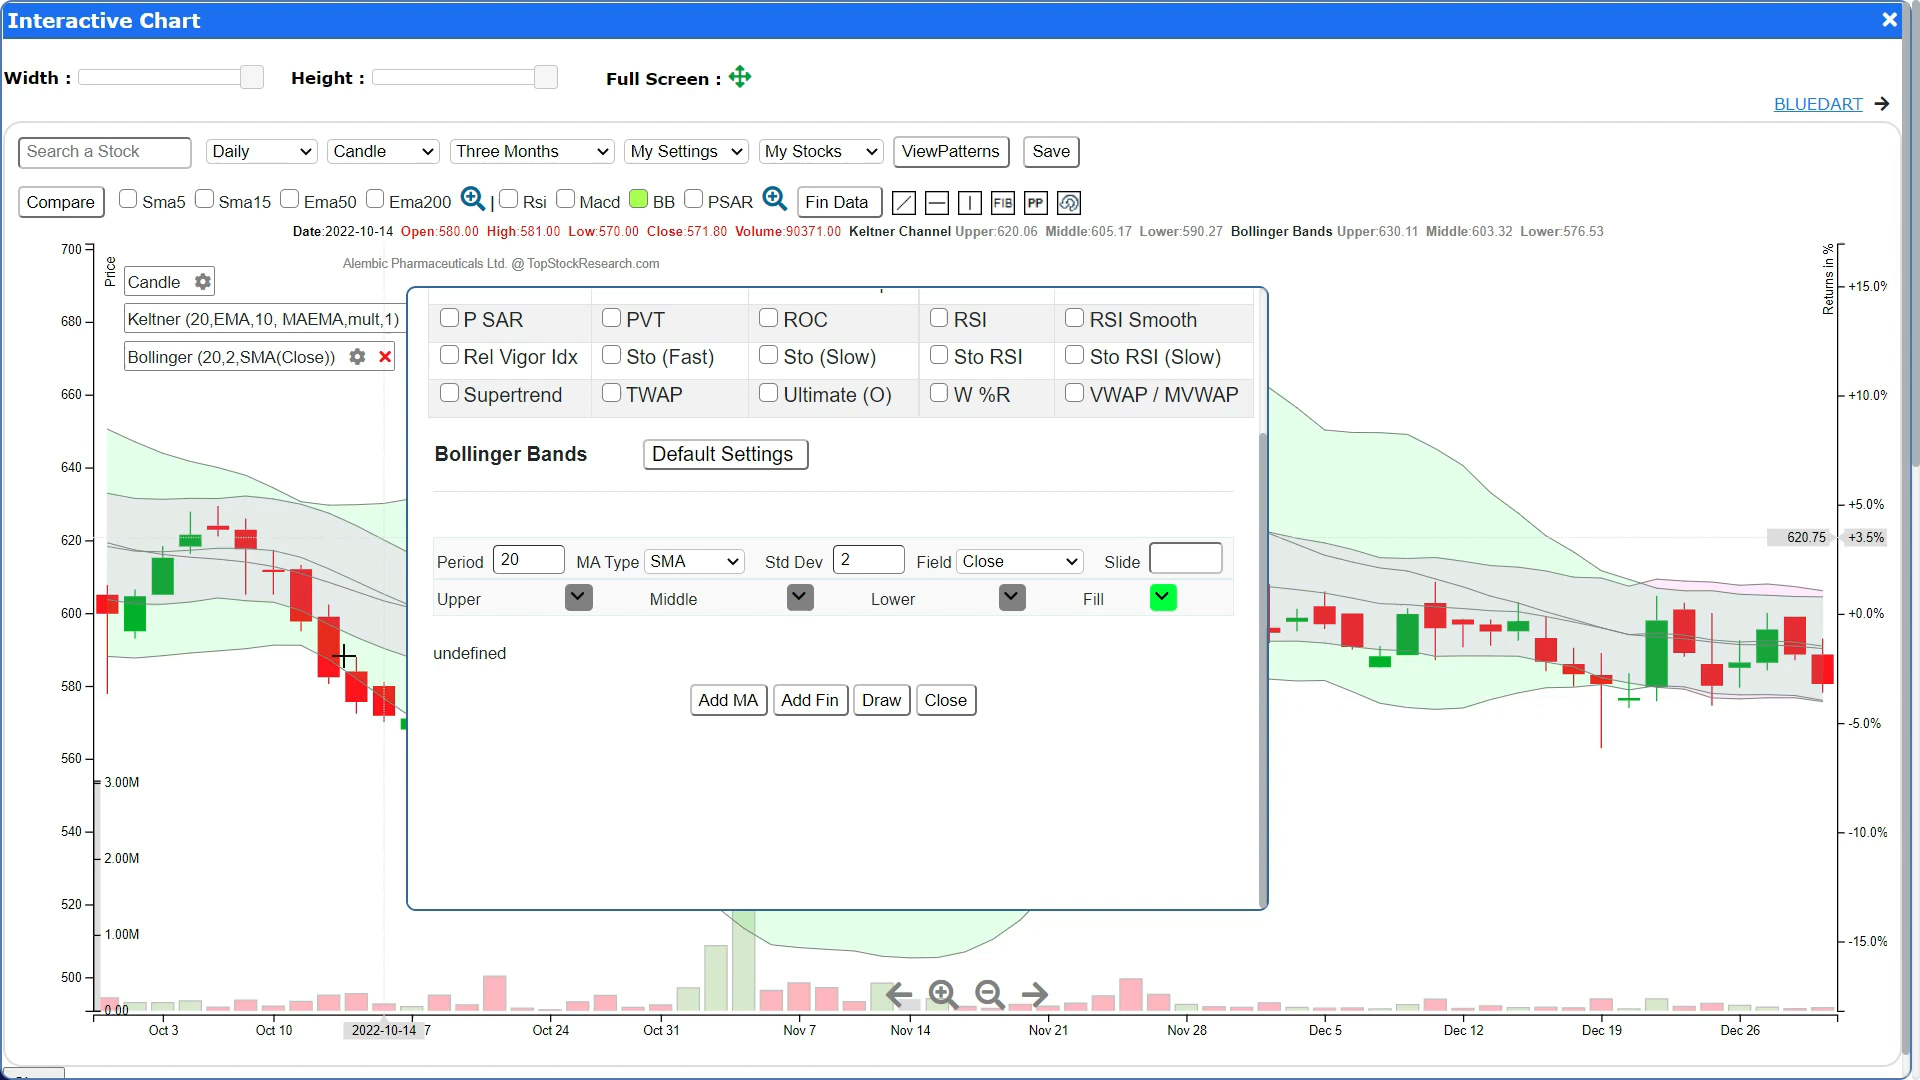 Interactive Chart
Width :
Height :
Full Screen :
BLUEDART
Search a Stock
Daily
Candle
Three Months
My Settings
My Stocks
ViewPatterns
Save
Compare
Sma5
Sma15
Ema50
Ema200
|
Rsi
Macd
BB
PSAR
Fin Data
FIB
PP
Date:2022-10-14 Open:580.00 High:581.00 Low:570.00 Close:571.80 Volume:90371.00 Keltner Channel Upper:620.06 Middle:605.17 Lower:590.27 Bollinger Bands Upper:630.11 Middle:603.32 Lower:576.53
Alembic Pharmaceuticals Ltd. @ TopStockResearch.com
Price
Returns in %
Candle
Keltner (20,EMA,10, MAEMA,mult,1)
Bollinger (20,2,SMA(Close))
700
680
660
640
620
600
580
560
540
520
500
3.00M
2.00M
1.00M
0.00
+15.0%
+10.0%
+5.0%
620.75
+3.5%
+0.0%
-5.0%
-10.0%
-15.0%
P SAR
PVT
ROC
RSI
RSI Smooth
Rel Vigor Idx
Sto (Fast)
Sto (Slow)
Sto RSI
Sto RSI (Slow)
Supertrend
TWAP
Ultimate (O)
W %R
VWAP / MVWAP
Bollinger Bands
Default Settings
Period 20 MA Type SMA Std Dev 2 Field Close Slide
Upper Middle Lower Fill
undefined
Add MA
Add Fin
Draw
Close
Oct 3
Oct 10
2022-10-14
7
Oct 24
Oct 31
Nov 7
Nov 14
Nov 21
Nov 28
Dec 5
Dec 12
Dec 19
Dec 26